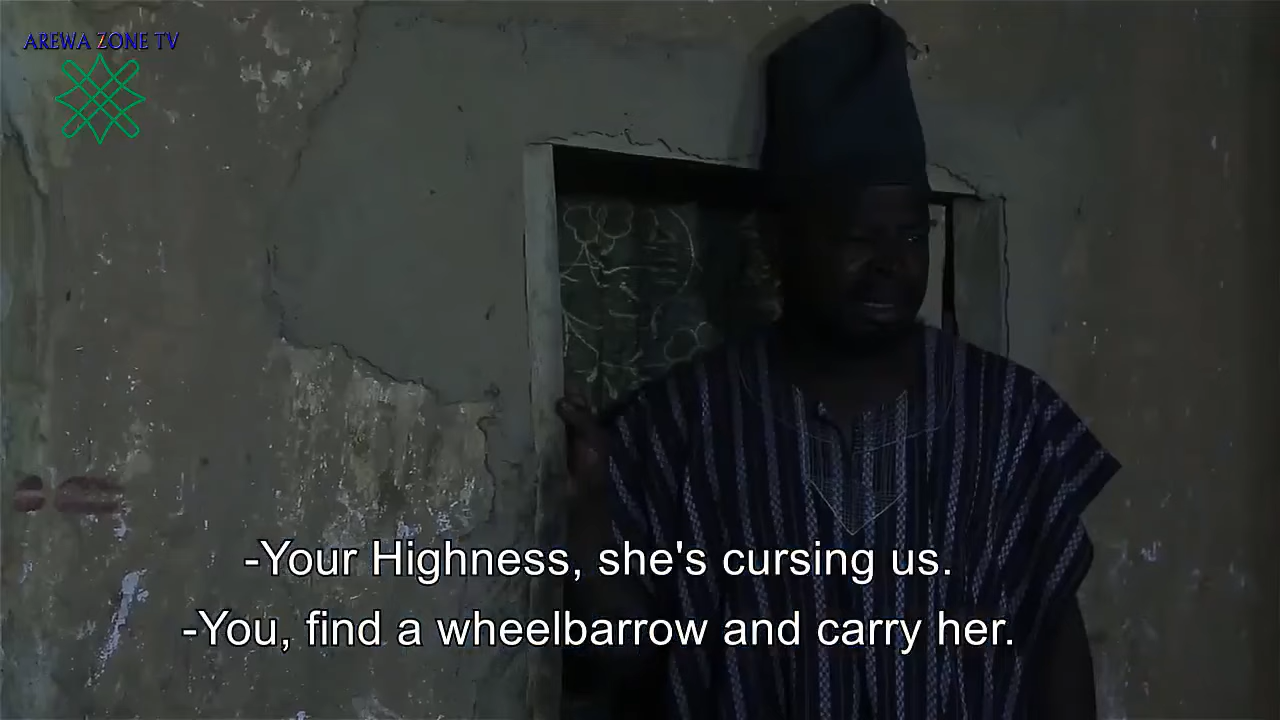 AREWA ZONE TV
-Your Highness, she's cursing us.
-You, find a wheelbarrow and carry her.